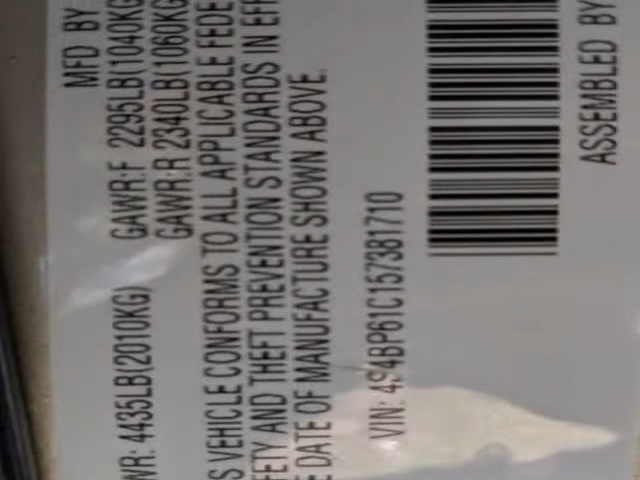 MFD BY
GAWR:F 2295LB(1040KG
WR: 4435LB(2010KG) GAWR:R 2340LB(1060KG
S VEHICLE CONFORMS TO ALL APPLICABLE FEDE
FETY AND THEFT PREVENTION STANDARDS IN EF
E DATE OF MANUFACTURE SHOWN ABOVE.
VIN: 4S4BP61C157381710
ASSEMBLED BY